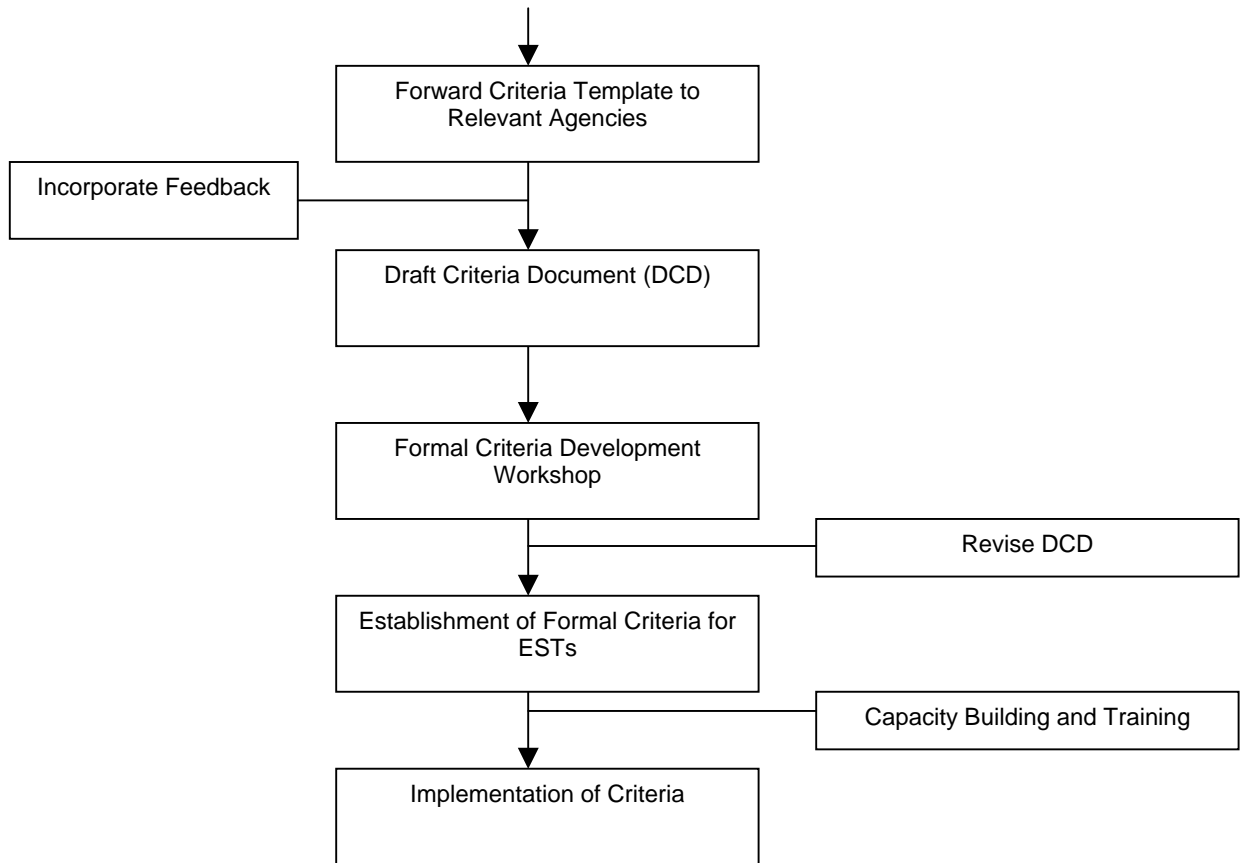 Forward Criteria Template to
Relevant Agencies
Incorporate Feedback
Draft Criteria Document (DCD)
Formal Criteria Development
Workshop
Revise DCD
Establishment of Formal Criteria for
ESTs
Capacity Building and Training
Implementation of Criteria